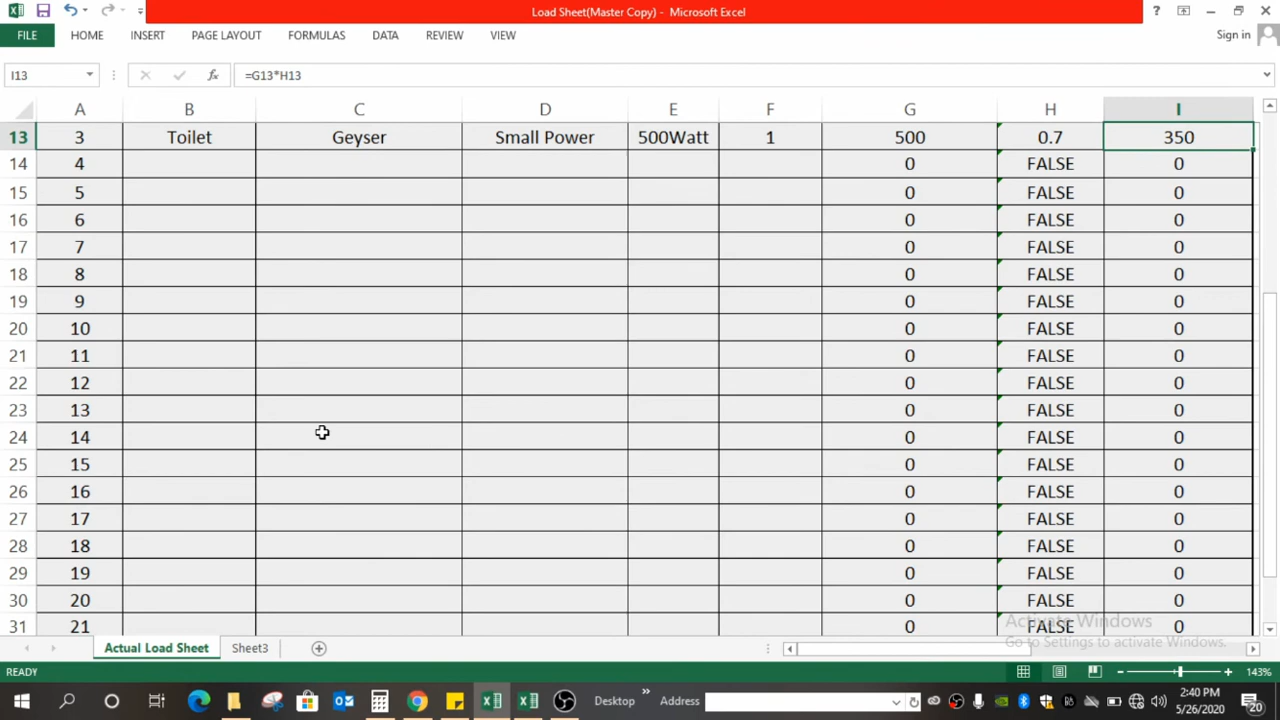 Load Sheet(Master Copy) - Microsoft Excel
?
FILE HOME INSERT PAGE LAYOUT FORMULAS DATA REVIEW VIEW Sign in
I13 fx =G13*H13
A B C D E F G H I
13 3 Toilet Geyser Small Power 500Watt 1 500 0.7 350
14 4 0 FALSE 0
15 5 0 FALSE 0
16 6 0 FALSE 0
17 7 0 FALSE 0
18 8 0 FALSE 0
19 9 0 FALSE 0
20 10 0 FALSE 0
21 11 0 FALSE 0
22 12 0 FALSE 0
23 13 0 FALSE 0
24 14 0 FALSE 0
25 15 0 FALSE 0
26 16 0 FALSE 0
27 17 0 FALSE 0
28 18 0 FALSE 0
29 19 0 FALSE 0
30 20 0 FALSE 0
31 21 0 FALSE 0
Activate Windows
Go to Settings to activate Windows.
Actual Load Sheet Sheet3
READY 143%
Desktop Address 2:40 PM
5/26/2020 20